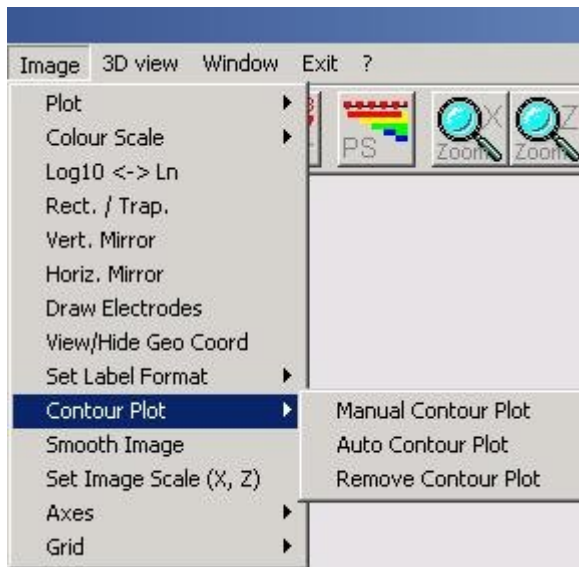 Image 3D view Window Exit ?
Plot
Colour Scale
Log10 <-> Ln
Rect. / Trap.
Vert. Mirror
Horiz. Mirror
Draw Electrodes
View/Hide Geo Coord
Set Label Format
Contour Plot
Smooth Image
Set Image Scale (X, Z)
Axes
Grid
Manual Contour Plot
Auto Contour Plot
Remove Contour Plot
PS
X
Zoom
Z
Zoom